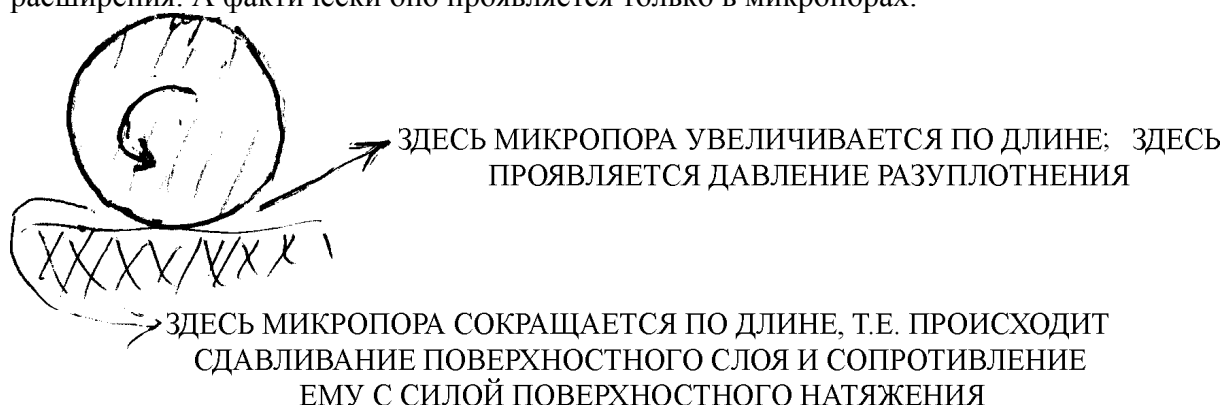 расширения. А фактически оно проявляется только в микропорах.
ЗДЕСЬ МИКРОПОРА УВЕЛИЧИВАЕТСЯ ПО ДЛИНЕ; ЗДЕСЬ
ПРОЯВЛЯЕТСЯ ДАВЛЕНИЕ РАЗУПЛОТНЕНИЯ
ЗДЕСЬ МИКРОПОРА СОКРАЩАЕТСЯ ПО ДЛИНЕ, Т.Е. ПРОИСХОДИТ
СДАВЛИВАНИЕ ПОВЕРХНОСТНОГО СЛОЯ И СОПРОТИВЛЕНИЕ
ЕМУ С СИЛОЙ ПОВЕРХНОСТНОГО НАТЯЖЕНИЯ